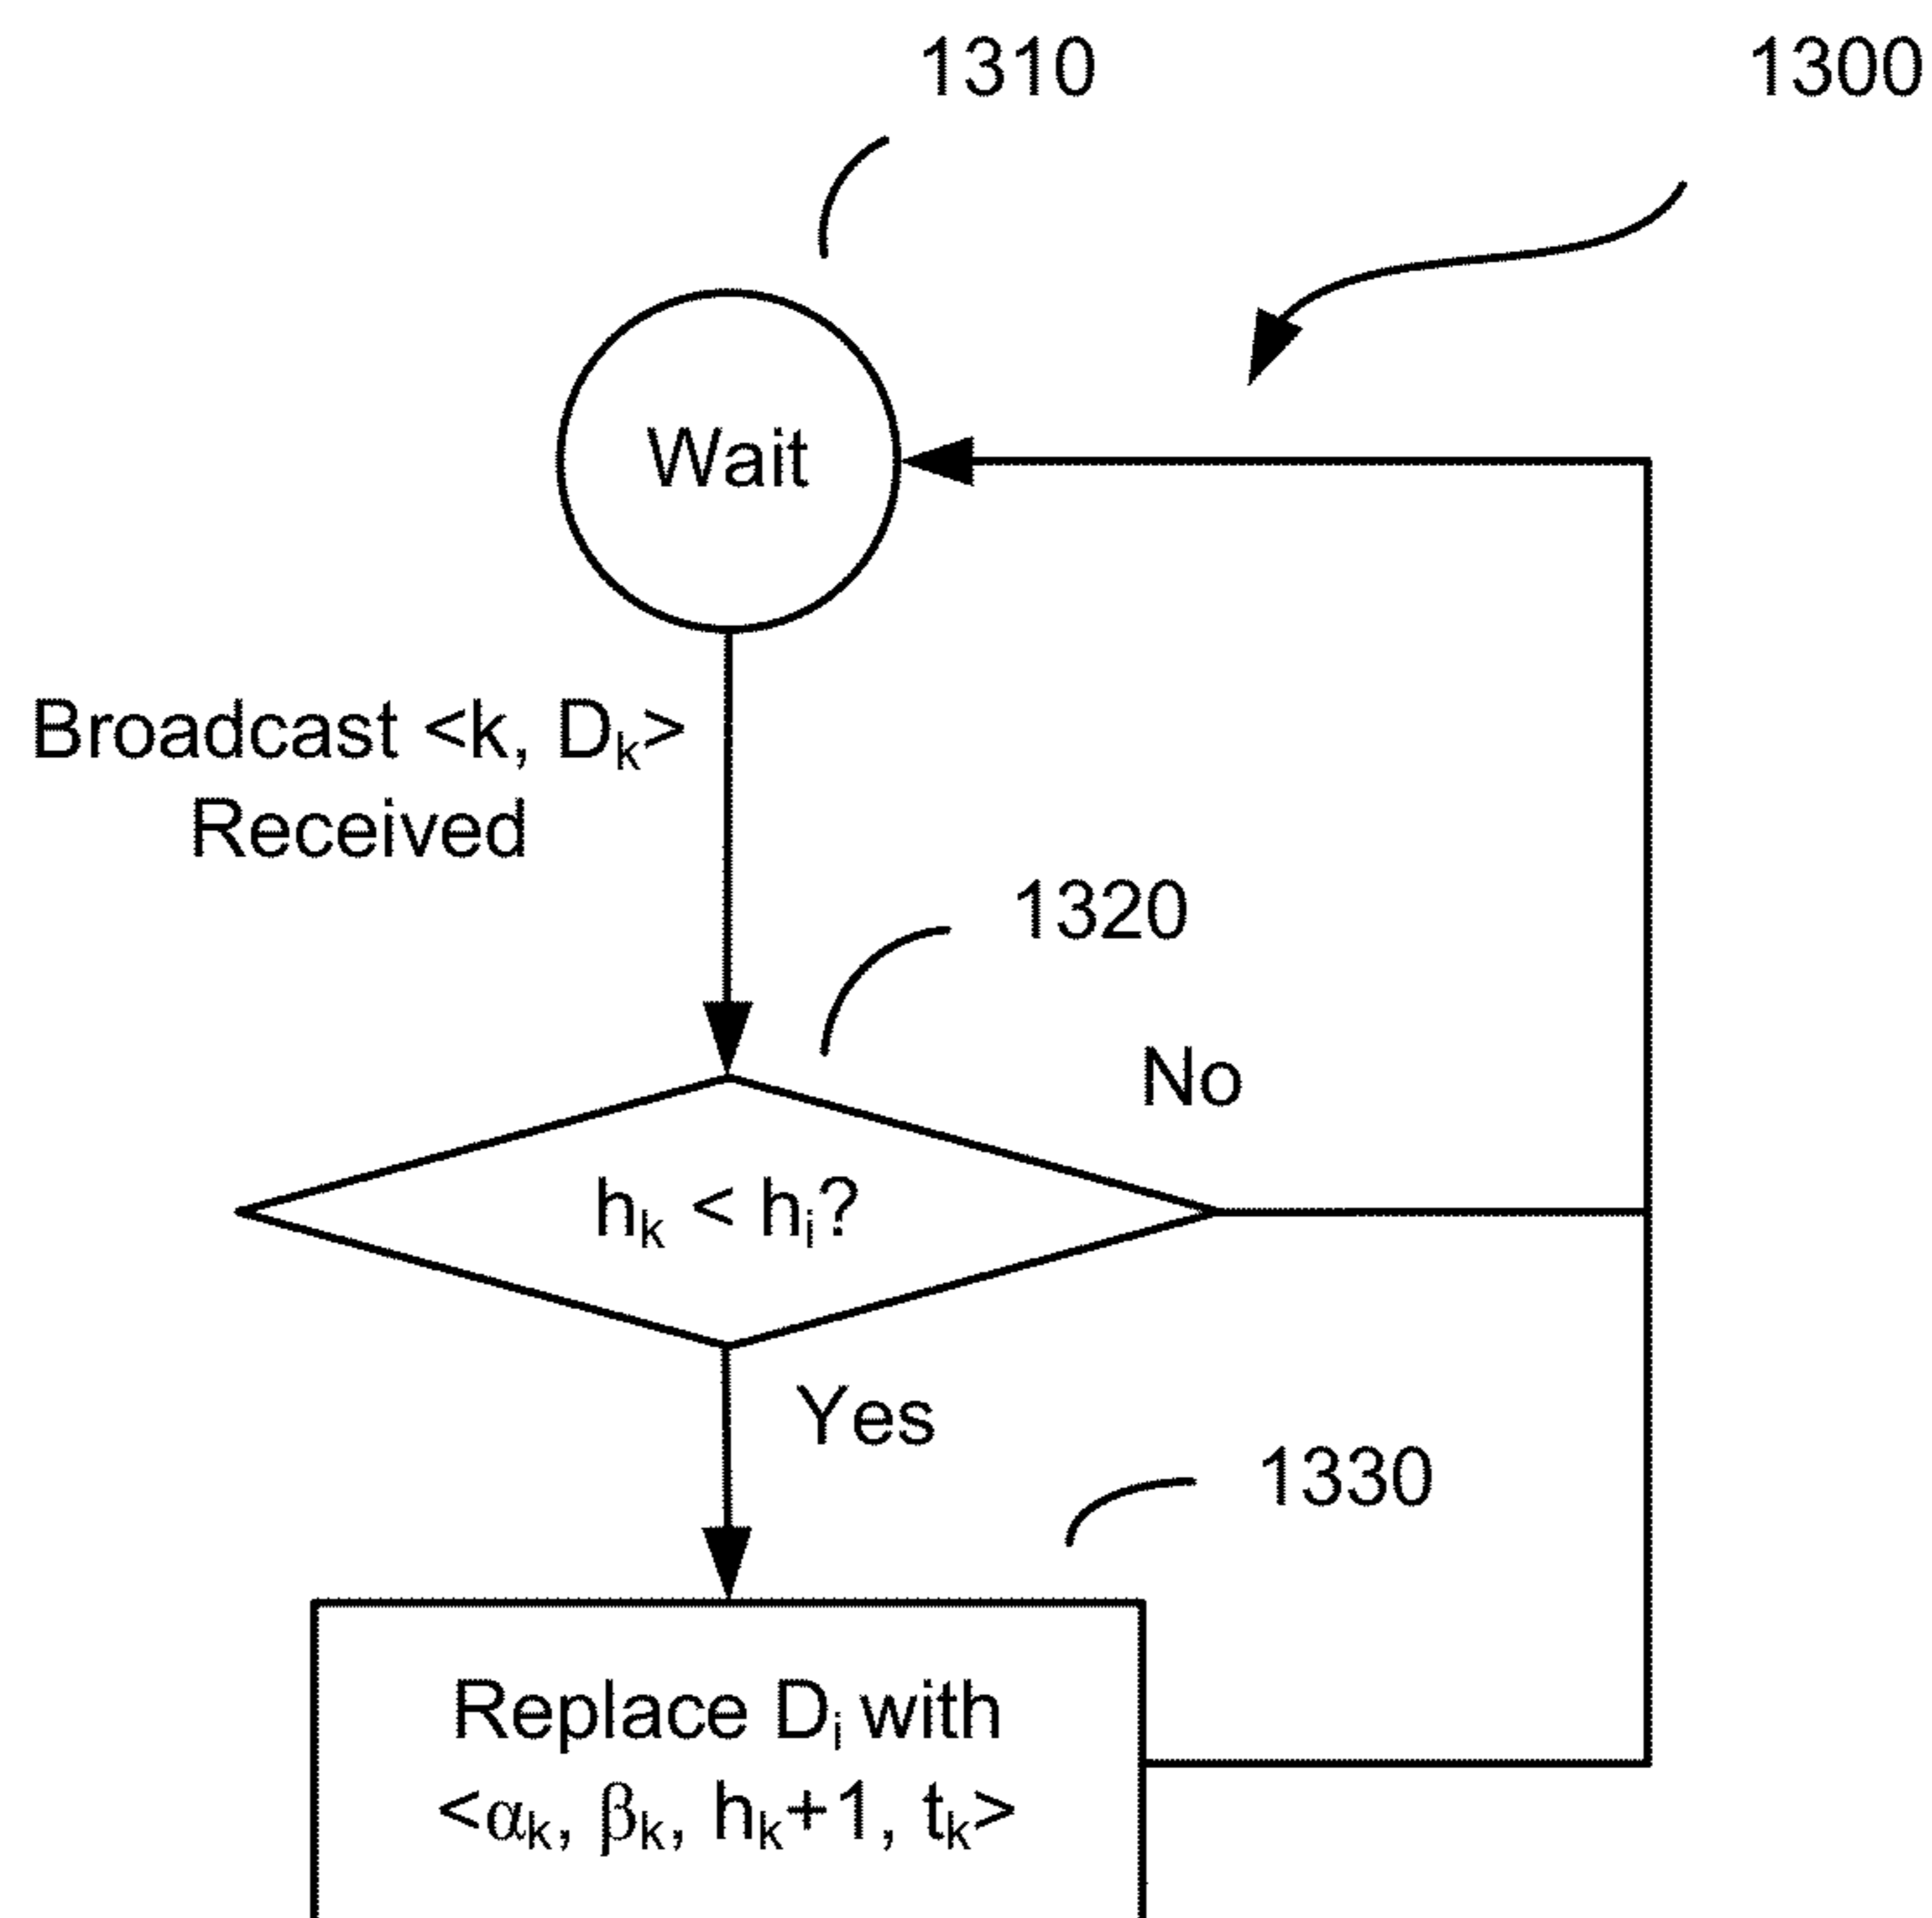 1310
1300
Wait
Broadcast <k, Dₖ>
Received
1320
No
hₖ < hᵢ?
Yes
1330
Replace Dᵢ with
<αₖ, βₖ, hₖ+1, tₖ>